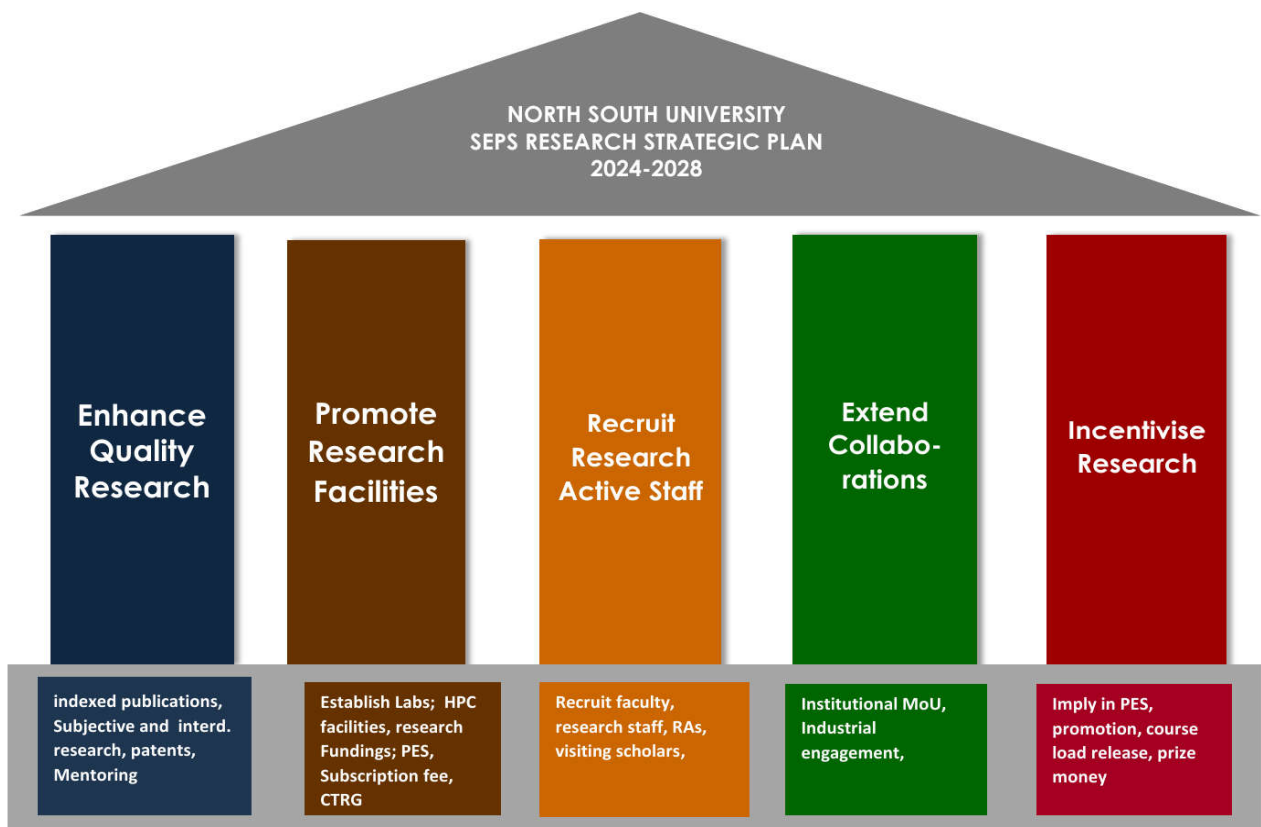 NORTH SOUTH UNIVERSITY
SEPS RESEARCH STRATEGIC PLAN
2024-2028
Enhance
Quality
Research
Promote
Research
Facilities
Recruit
Research
Active Staff
Extend
Collabo-
rations
Incentivise
Research
indexed publications,
Subjective and interd.
research, patents,
Mentoring
Establish Labs; HPC
facilities, research
Fundings; PES,
Subscription fee,
CTRG
Recruit faculty,
research staff, RAs,
visiting scholars,
Institutional MoU,
Industrial
engagement,
Imply in PES,
promotion, course
load release, prize
money